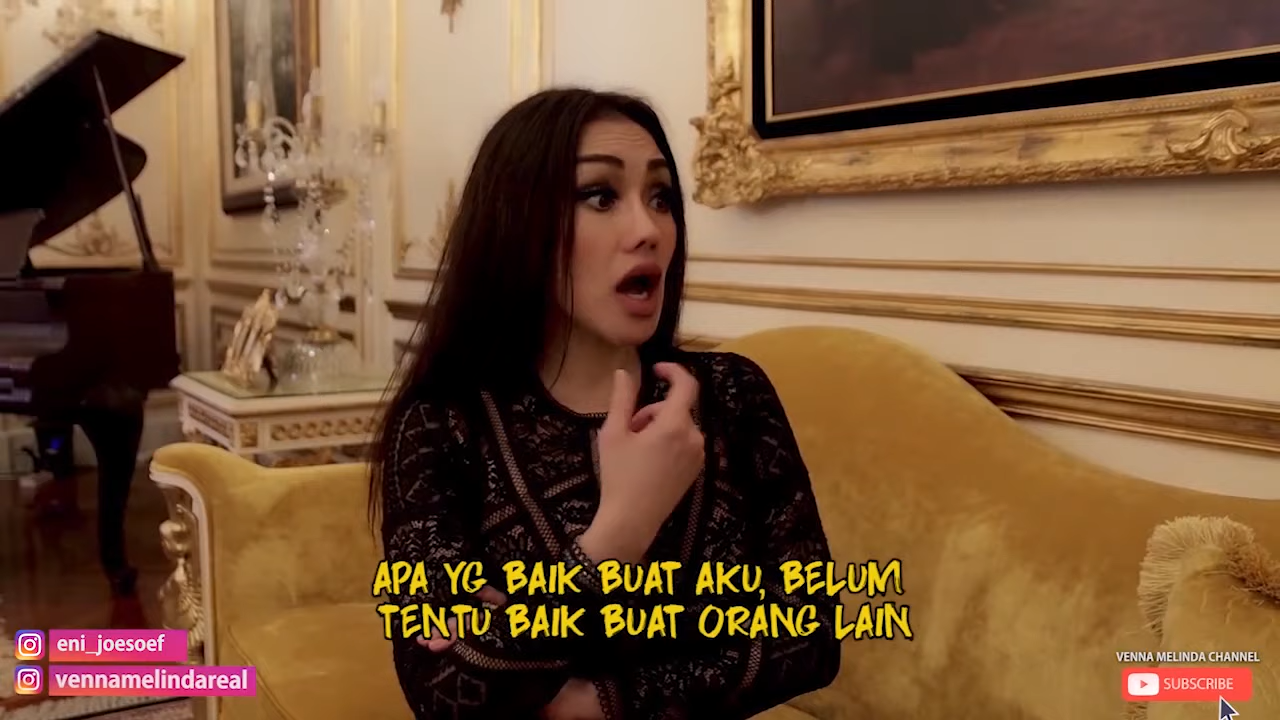 APA YG BAIK BUAT AKU, BELUM
TENTU BAIK BUAT ORANG LAIN
eni_joesoef
vennamelindareal
VENNA MELINDA CHANNEL
SUBSCRIBE